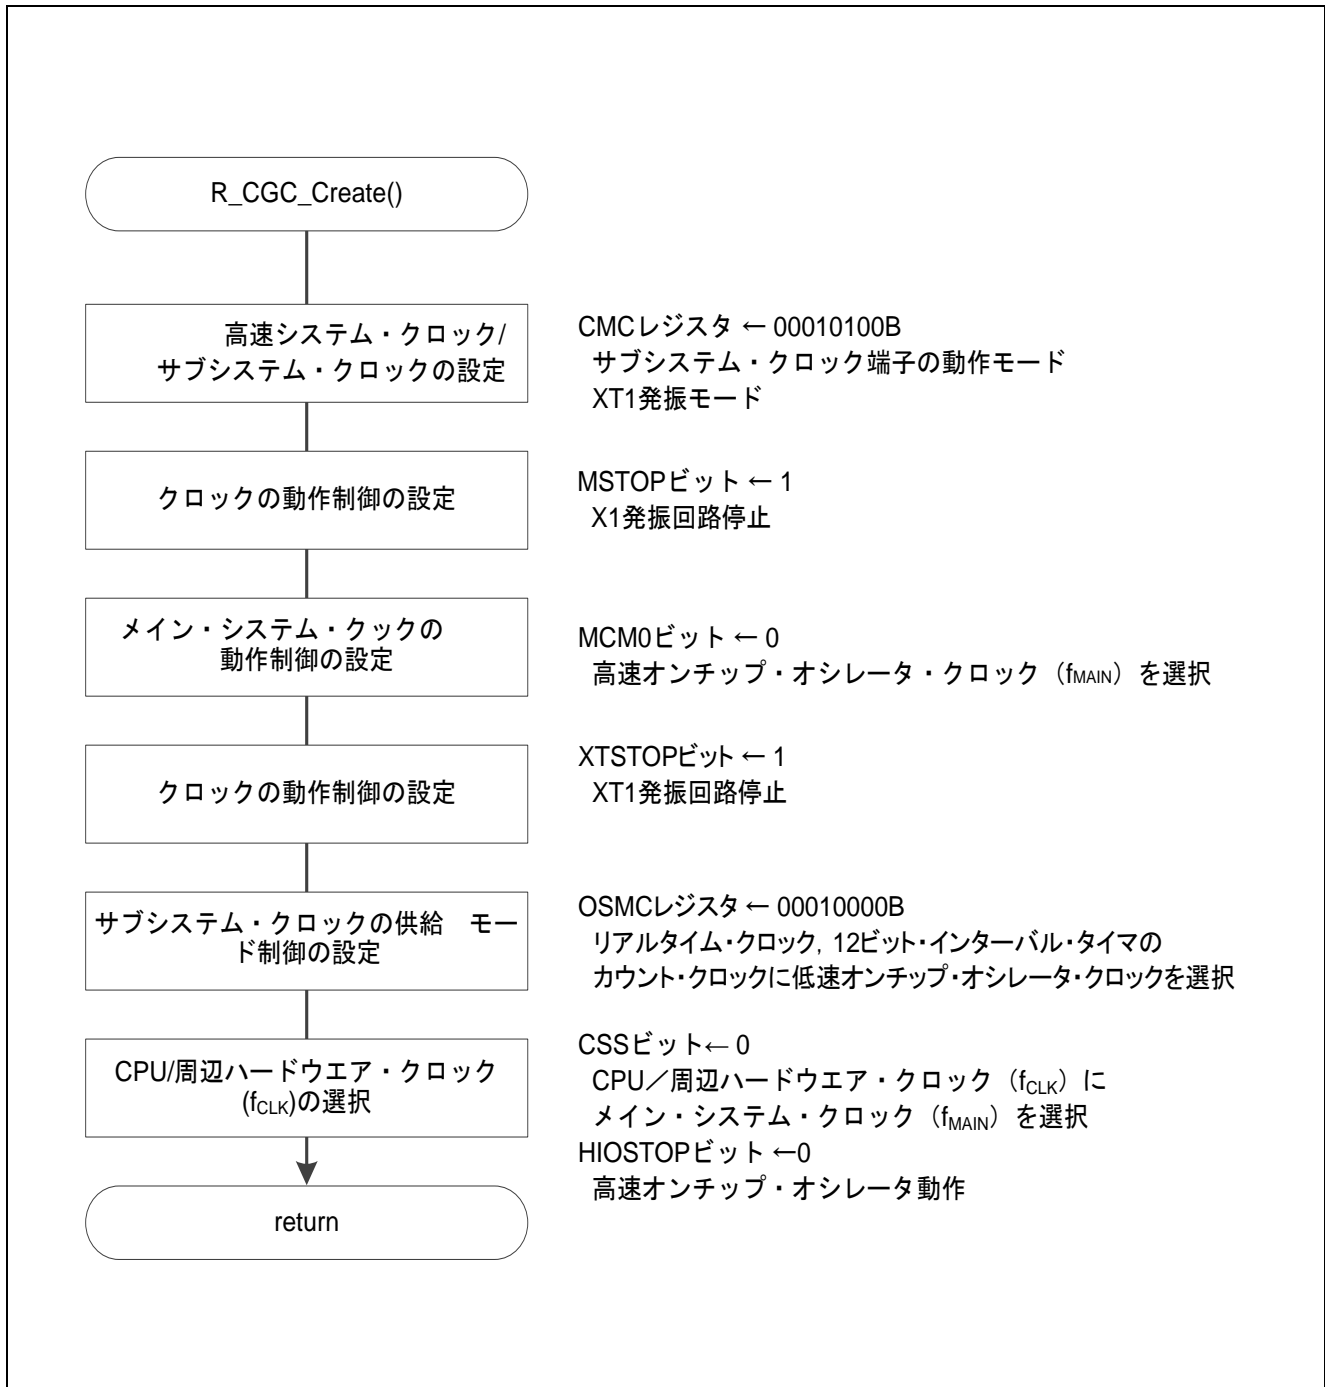 R_CGC_Create()
高速システム・クロック/
サブシステム・クロックの設定
CMCレジスタ ← 00010100B
サブシステム・クロック端子の動作モード
XT1発振モード
クロックの動作制御の設定
MSTOPビット ← 1
X1発振回路停止
メイン・システム・クックの
動作制御の設定
MCM0ビット ← 0
高速オンチップ・オシレータ・クロック（fMAIN）を選択
クロックの動作制御の設定
XTSTOPビット ← 1
XT1発振回路停止
サブシステム・クロックの供給　モー
ド制御の設定
OSMCレジスタ ← 00010000B
リアルタイム・クロック, 12ビット・インターバル・タイマの
カウント・クロックに低速オンチップ・オシレータ・クロックを選択
CPU/周辺ハードウエア・クロック
(fCLK)の選択
CSSビット← 0
CPU／周辺ハードウエア・クロック（fCLK）に
メイン・システム・クロック（fMAIN）を選択
HIOSTOPビット ←0
高速オンチップ・オシレータ動作
return